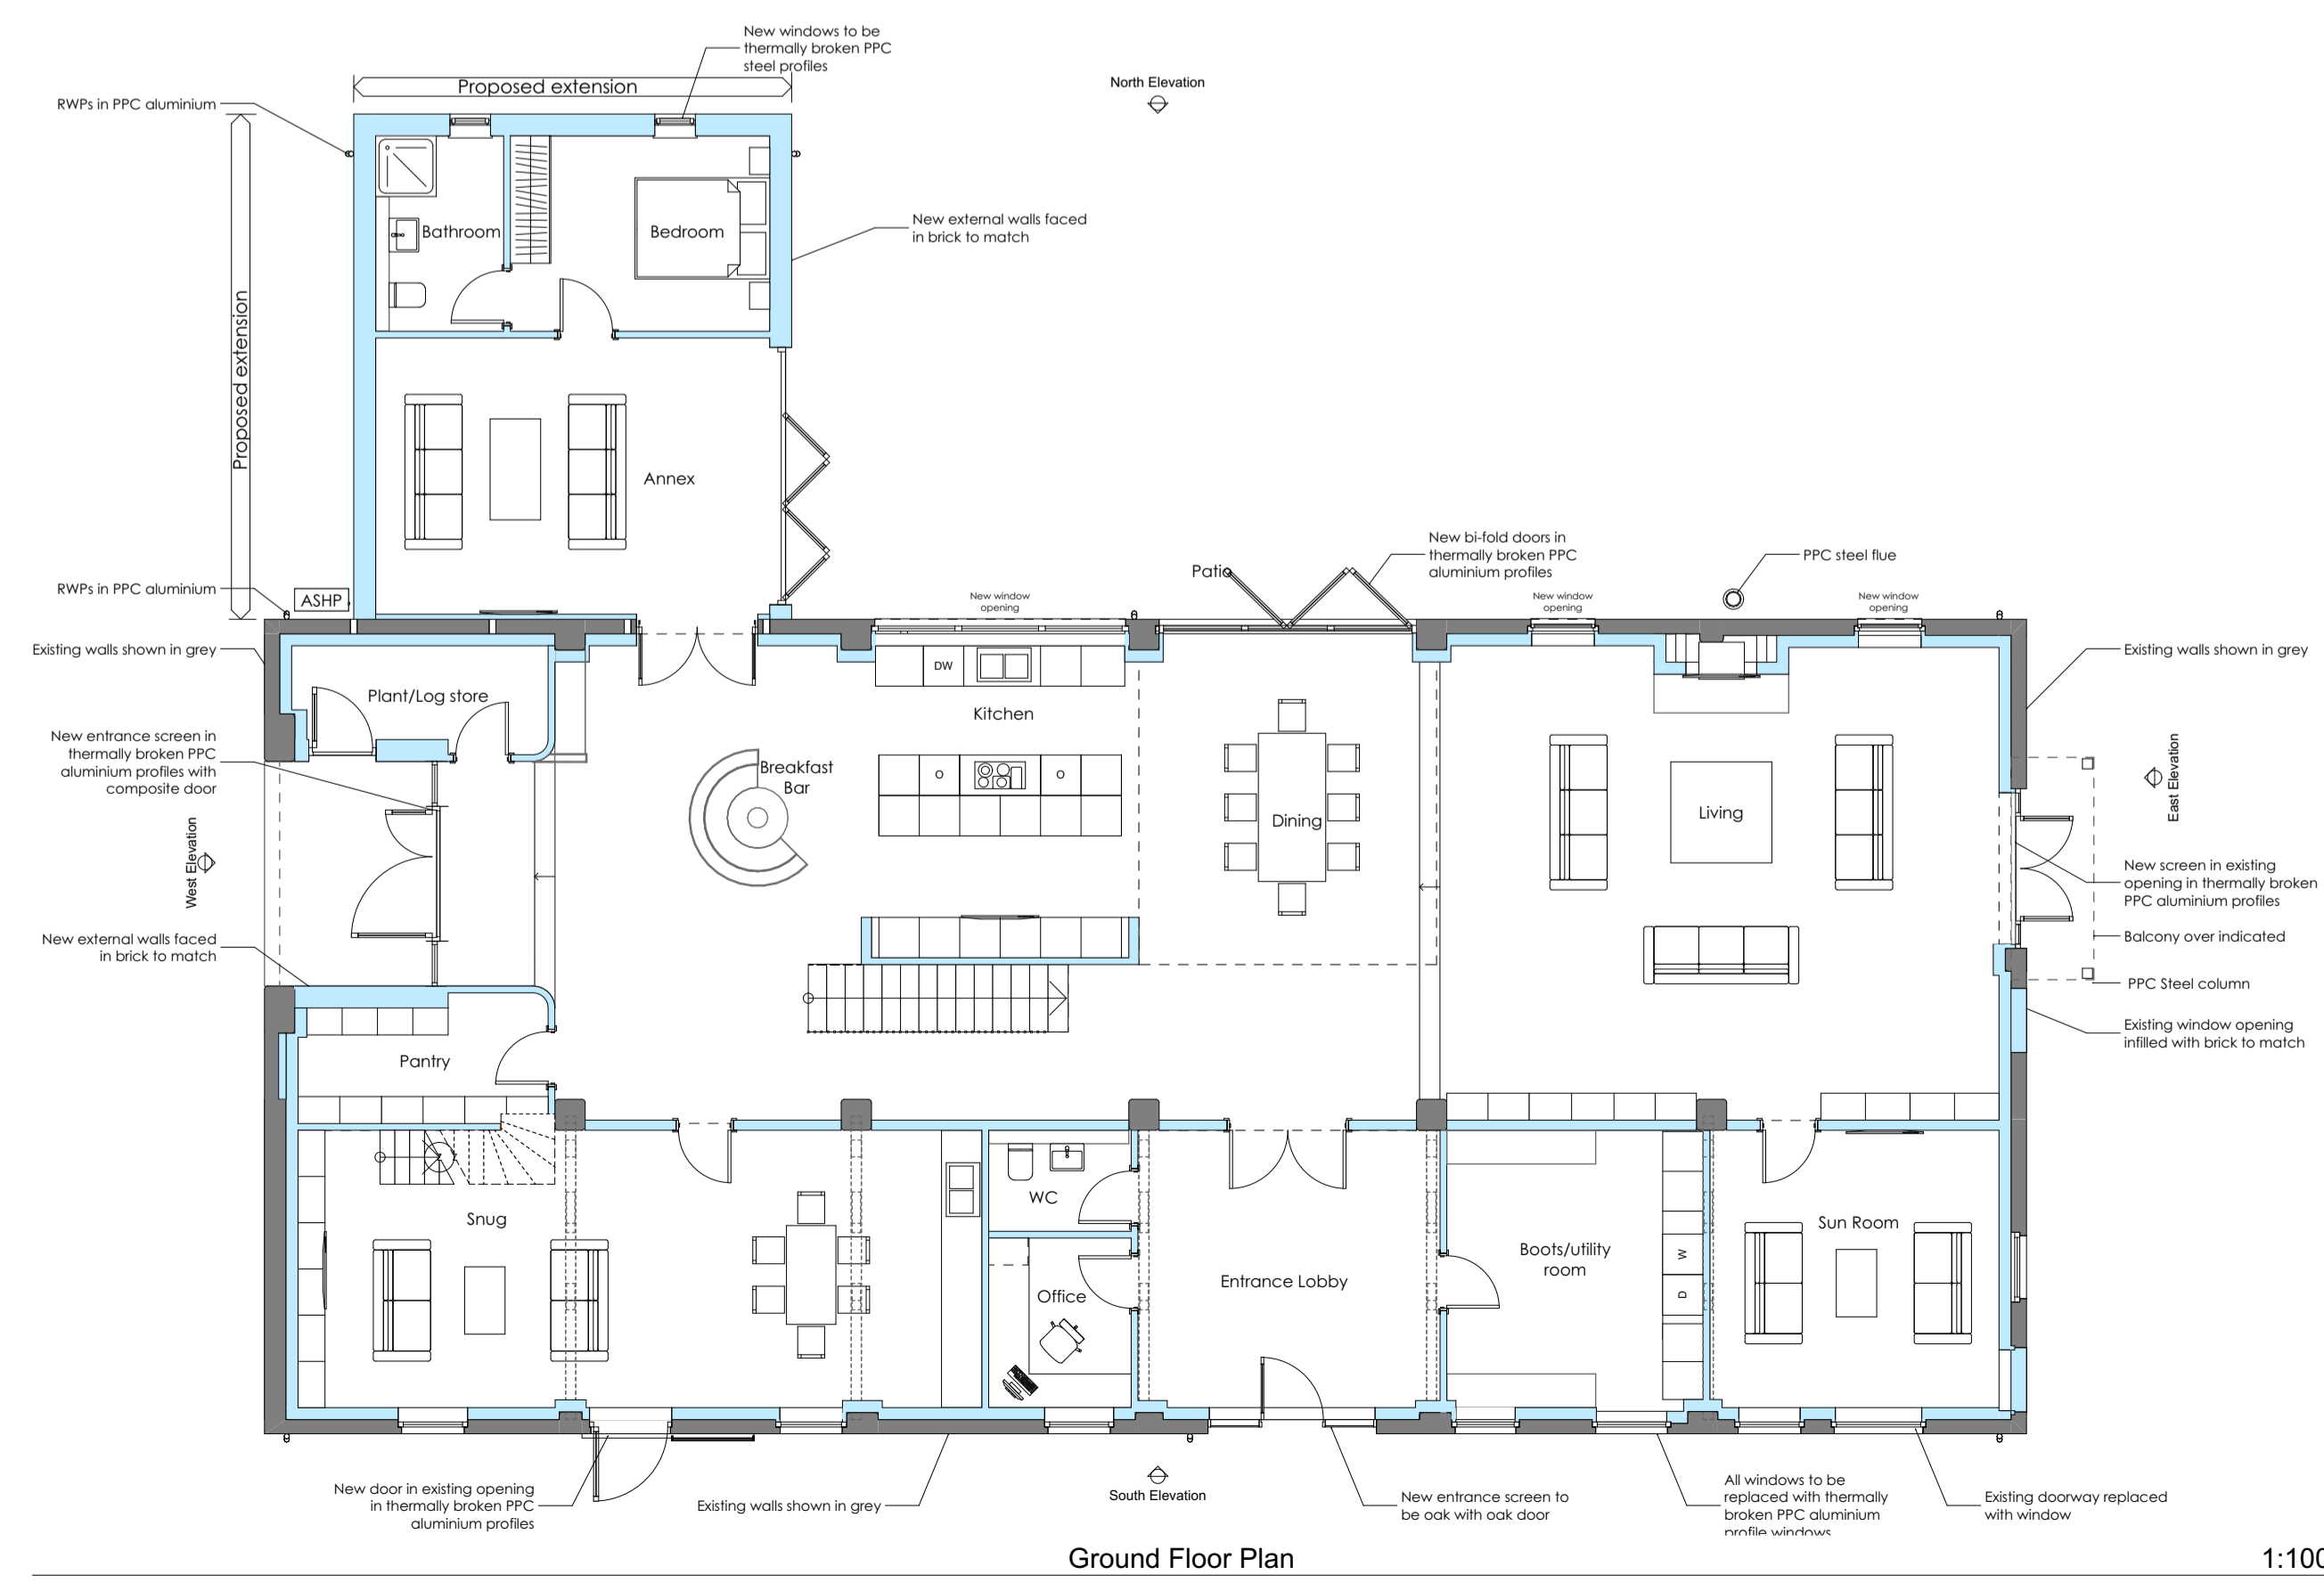 New windows to be
thermally broken PPC
steel profiles
Proposed extension
North Elevation
RWPs in PPC aluminium
Proposed extension
Bathroom
Bedroom
New external walls faced
in brick to match
Annex
New bi-fold doors in
thermally broken PPC
aluminium profiles
Patio
PPC steel flue
RWPs in PPC aluminium
ASHP
New window
opening
New window
opening
New window
opening
Existing walls shown in grey
Existing walls shown in grey
DW
Plant/Log store
Kitchen
New entrance screen in
thermally broken PPC
aluminium profiles with
composite door
Breakfast
Bar
Dining
Living
East Elevation
West Elevation
New screen in existing
opening in thermally broken
PPC aluminium profiles
Balcony over indicated
New external walls faced
in brick to match
PPC Steel column
Existing window opening
infilled with brick to match
Pantry
WC
Snug
Sun Room
Boots/utility
room
W
D
Entrance Lobby
Office
New door in existing opening
in thermally broken PPC
aluminium profiles
Existing walls shown in grey
South Elevation
New entrance screen to
be oak with oak door
All windows to be
replaced with thermally
broken PPC aluminium
profile windows
Existing doorway replaced
with window
Ground Floor Plan
1:100